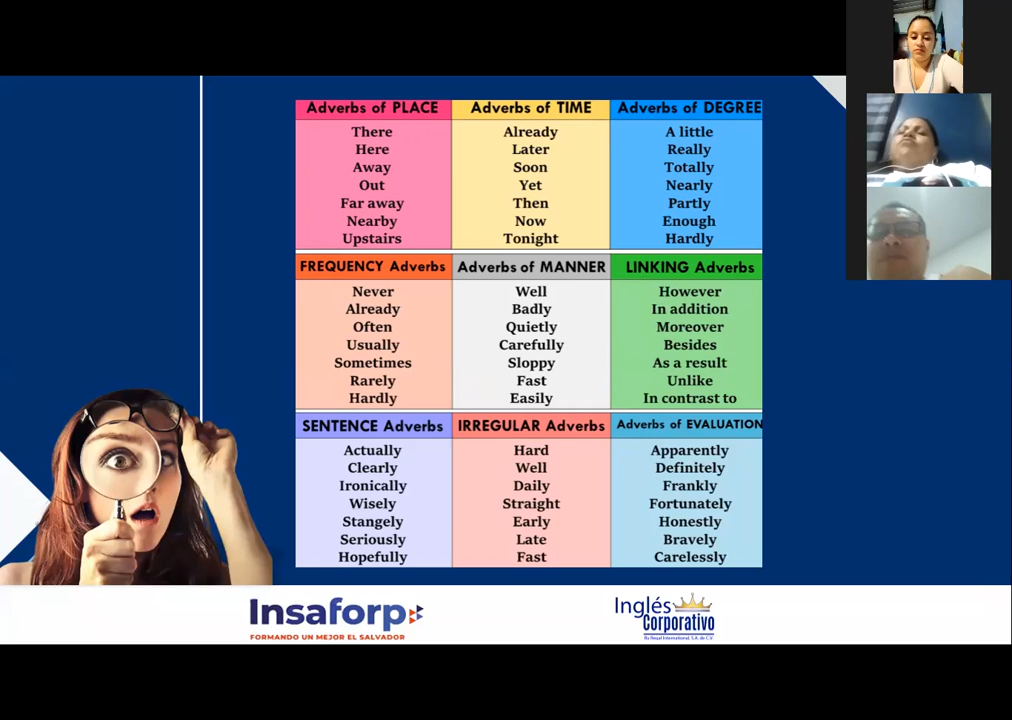 Adverbs of PLACE
There
Here
Away
Out
Far away
Nearby
Upstairs
Adverbs of TIME
Already
Later
Soon
Yet
Then
Now
Tonight
Adverbs of DEGREE
A little
Really
Totally
Nearly
Partly
Enough
Hardly
FREQUENCY Adverbs
Never
Already
Often
Usually
Sometimes
Rarely
Hardly
Adverbs of MANNER
Well
Badly
Quietly
Carefully
Sloppy
Fast
Easily
LINKING Adverbs
However
In addition
Moreover
Besides
As a result
Unlike
In contrast to
SENTENCE Adverbs
Actually
Clearly
Ironically
Wisely
Stangely
Seriously
Hopefully
IRREGULAR Adverbs
Hard
Well
Daily
Straight
Early
Late
Fast
Adverbs of EVALUATION
Apparently
Definitely
Frankly
Fortunately
Honestly
Bravely
Carelessly
Insaforp
FORMANDO UN MEJOR EL SALVADOR
Inglés
Corporativo
International, S.A. de C.V.